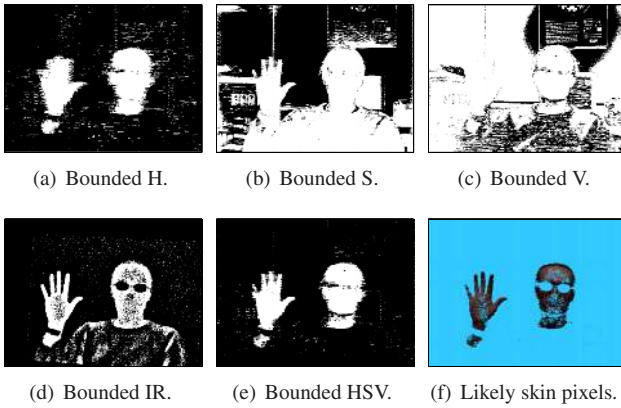 (a) Bounded H.
(b) Bounded S.
(c) Bounded V.
(d) Bounded IR.
(e) Bounded HSV.
(f) Likely skin pixels.